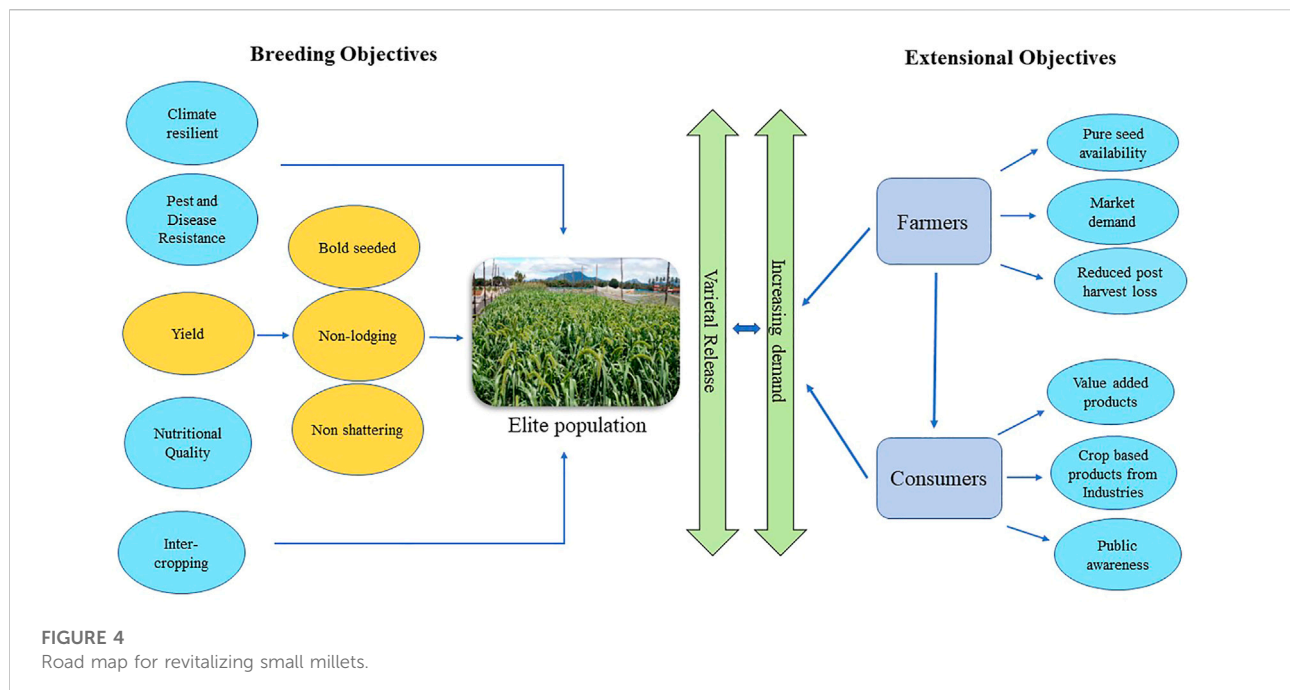 Breeding Objectives
Climate
resilient
Pest and
Disease
Resistance
Yield
Nutritional
Quality
Inter-
cropping
Bold seeded
Non-lodging
Non shattering
Elite population
Varietal Release
Increasing demand
Extensional Objectives
Farmers
Consumers
Pure seed
availability
Market
demand
Reduced post
harvest loss
Value added
products
Crop based
products from
Industries
Public
awareness
FIGURE 4
Road map for revitalizing small millets.